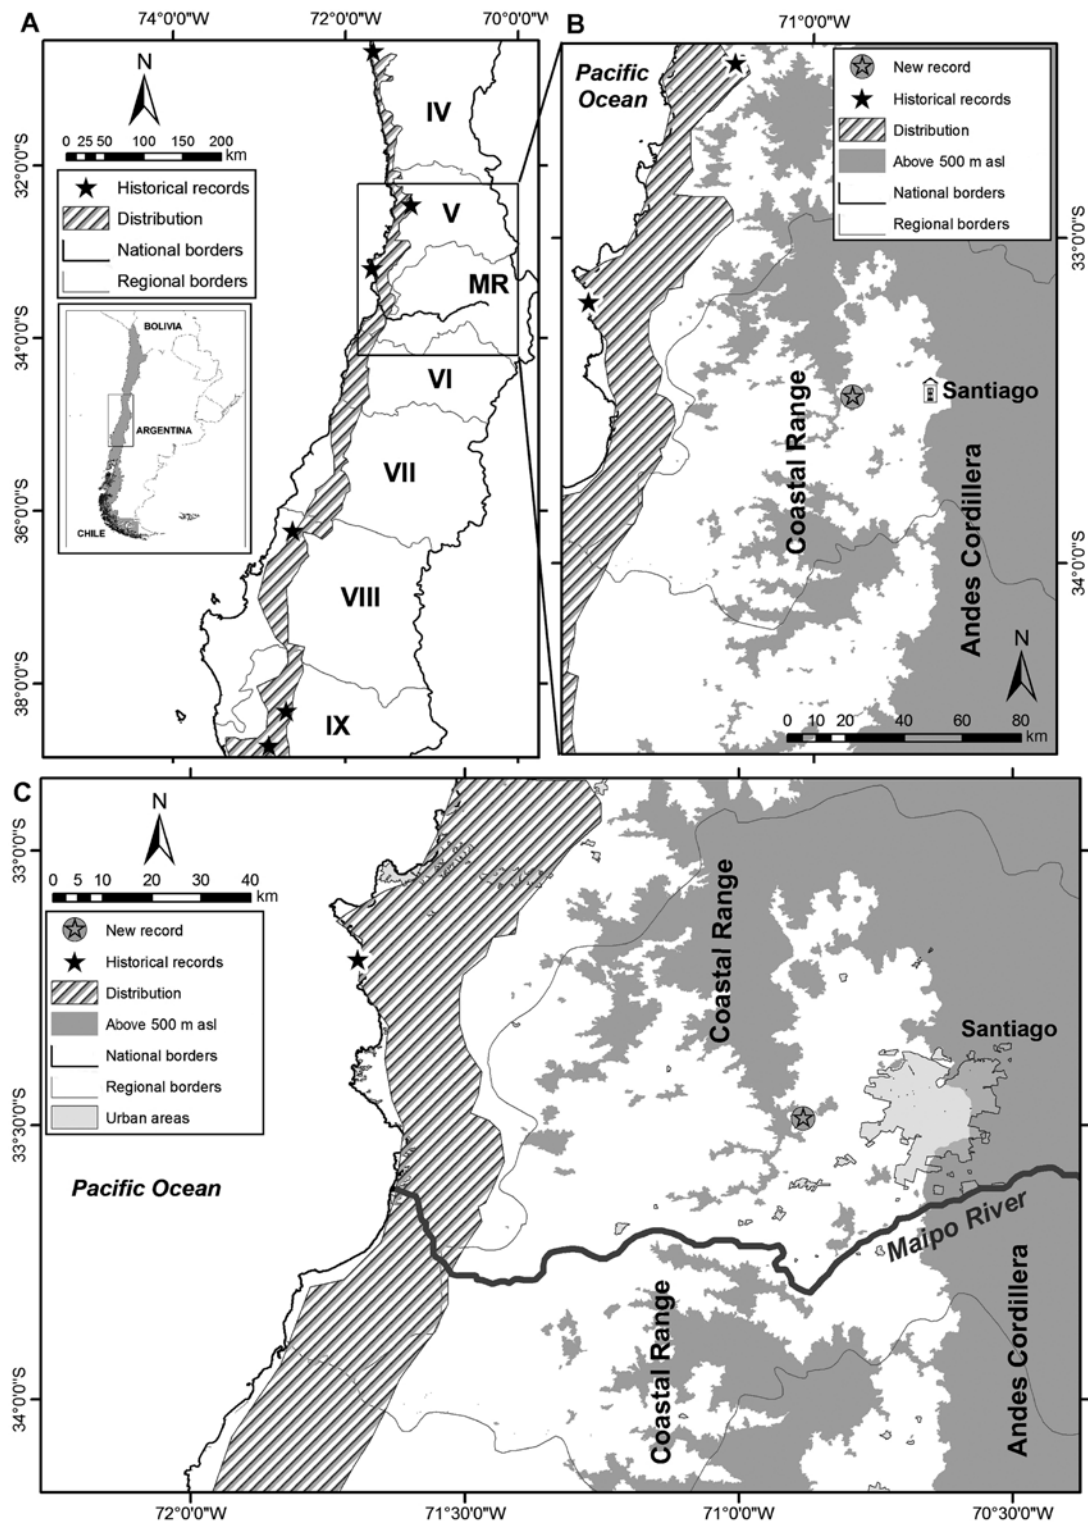 A
74°0'0"W
72°0'0"W
70°0'0"W
N
0 25 50 100 150 200
km
Historical records
Distribution
National borders
Regional borders
BOLIVIA
ARGENTINA
CHILE
32°0'0"S
34°0'0"S
36°0'0"S
38°0'0"S
IV
V
MR
VI
VII
VIII
IX
B
71°0'0"W
Pacific
Ocean
New record
Historical records
Distribution
Above 500 m asl
National borders
Regional borders
33°0'0"S
34°0'0"S
Coastal Range
Santiago
Andes Cordillera
N
0 10 20 40 60 80
km
C
N
0 5 10 20 30 40
km
New record
Historical records
Distribution
Above 500 m asl
National borders
Regional borders
Urban areas
Pacific Ocean
33°0'0"S
33°30'0"S
34°0'0"S
Coastal Range
Santiago
Maipo River
Coastal Range
Andes Cordillera
72°0'0"W
71°30'0"W
71°0'0"W
70°30'0"W